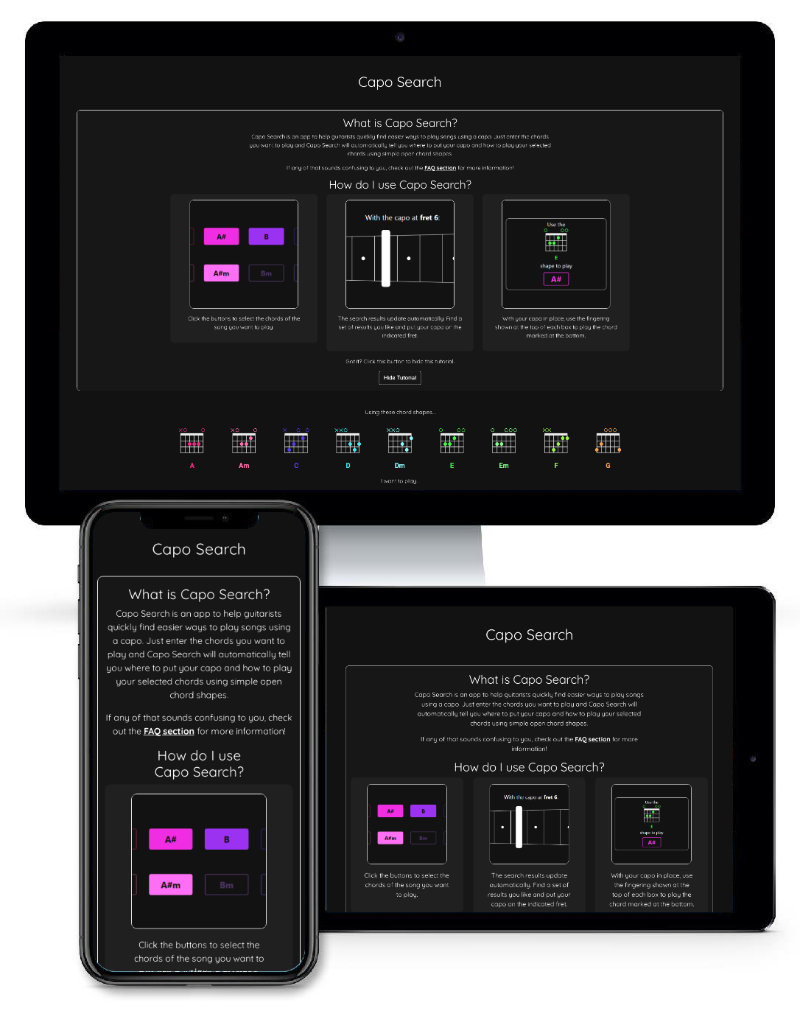 Capo Search
What is Capo Search?
Capo Search is an app to help guitarists quickly find easier ways to play songs using a capo. Just enter the chords
you want to play and Capo Search will automatically tell you where to put your capo and how to play your selected
chords using simple open chord shapes.
If any of that sounds confusing to you, check out the FAQ section for more information!
How do I use Capo Search?
A# B
A#m Bm
Click the buttons to select the chords of the
song you want to play
With the capo at fret 6:
The search results update automatically. Find a
set of results you like and put your capo on the
indicated fret.
Use the
E
shape to play
A#
With your capo in place, use the fingering
shown at the top of each box to play the chord
marked at the bottom.
Got it? Click this button to hide this tutorial.
Hide Tutorial
Using these chord shapes...
A Am C D Dm E Em F G
I want to play
Capo Search
What is Capo Search?
Capo Search is an app to help guitarists
quickly find easier ways to play songs using
a capo. Just enter the chords you want to
play and Capo Search will automatically tell
you where to put your capo and how to play
your selected chords using simple open
chord shapes.
If any of that sounds confusing to you, check
out the FAQ section for more information!
How do I use
Capo Search?
A# B
A#m Bm
Click the buttons to select the
chords of the song you want to
Capo Search
What is Capo Search?
Capo Search is an app to help guitarists quickly find easier ways to play songs
using a capo. Just enter the chords you want to play and Capo Search will
automatically tell you where to put your capo and how to play your selected
chords using simple open chord shapes.
If any of that sounds confusing to you, check out the FAQ section for more
information!
How do I use Capo Search?
A# B
A#m Bm
Click the buttons to select the
chords of the song you want
to play.
With the capo at fret 6:
The search results update
automatically. Find a set of
results you like and put your
capo on the indicated fret.
Use the
E
shape to play
A#
With your capo in place, use
the fingering shown at the
top of each box to play the
chord marked at the bottom.